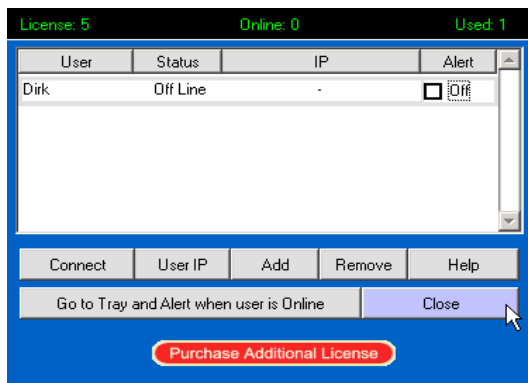 License: 5 Online: 0 Used: 1
User Status IP Alert
Dirk Off Line - Off
Connect User IP Add Remove Help
Go to Tray and Alert when user is Online Close
Purchase Additional License